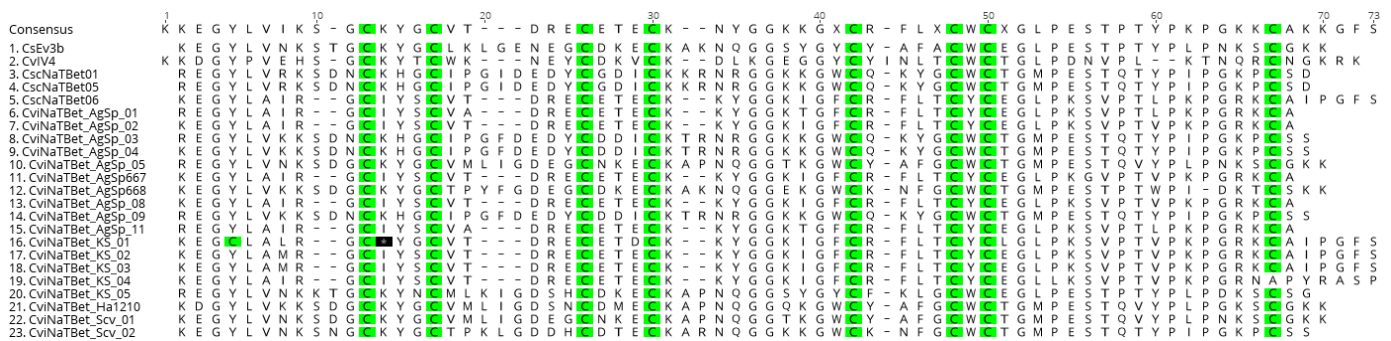 1 10 20 30 40 50 60 70 73
Consensus K K E G Y L V I K S - G C K Y G C V T - - - D R E C E T E C K - - N Y G G K K G X C R - F L X C W C X G L P E S T P T Y P K P G K K C A K K G F S
1. CsEv3b K E G Y L V N K S T G C K Y G C L K L G E N E G C D K E C K A K N Q G G S Y G Y C Y - A F A C W C E G L P E S T P T Y P L P N K S C G K K
2. CvIV4 K K D G Y P V E H S - G C K Y T C W K - - - N E Y C D K V C K - D L K G E G G Y C Y I N L T C W C T G L P D N V P L - - K T N Q R C N G K R K
3. CscNaTBet01 R E G Y L V R K S D N C K H G C I P G I D E D Y C G D I C K K R N R G G K K G W C Q - K Y G C W C T G M P E S T Q T Y P I P G K P C S D
4. CscNaTBet05 R E G Y L V R K S D N C K H G C I P G I D E D Y C G D I C K K R N R G G K K G W C Q - K Y G C W C T G M P E S T Q T Y P I P G K P C S D
5. CscNaTBet06 K E G Y L A I R - - G C I Y S C V T - - - D R E C E T E C K - - K Y G G K I G F C R - F L T C Y C E G L P K S V P T L P K P G R K C A I P G F S
6. CviNaTBet_AgSp_01 K E G Y L A I R - - G C I Y S C V A - - - D R E C E T E C K - - K Y G G K I G F C R - F L T C Y C E G L P K S V P T V P K P G R K C A
7. CviNaTBet_AgSp_02 K E G Y L A I R - - G C I Y S C V T - - - D R E C E T E C K - - K Y G G K I G F C R - F L T C Y C E G L P K S V P T L P K P G R K C A
8. CviNaTBet_AgSp_03 R E G Y L V K K S D N C K H G C I P G F D E D Y C D D I C K T R N R G G K K G W C Q - K Y G C W C T G M P E S T Q T Y P I P G K P C S S
9. CviNaTBet_AgSp_04 R E G Y L V K K S D N C K H G C I P G F D E D Y C D D I C K T R N R G G K K G W C Q - K Y G C W C T G M P E S T Q T Y P I P G K P C S S
10. CviNaTBet_AgSp_05 K E G Y L V N K S D G C K Y G C V M L I G D E G C N K E C K A P N Q G G T K G W C Y - A F G C W C E G L P E S T P T Y P L P N K S C G K K
11. CviNaTBet_AgSp667 K E G Y L A I R - - G C I Y S C V T - - - D R E C E T E C K - - K Y G G K I G F C R - F L T C Y C E G L P K G V P T V P K P G R K C A
12. CviNaTBet_AgSp668 K E G Y L V K K S D G C K Y G C T P Y F G D E G C D K E C K A K N Q G G E K G W C K - N F G C W C T G M P E S T P T W P I - D K T C S K K
13. CviNaTBet_AgSp_08 K E G Y L A I R - - G C I Y S C V T - - - D R E C E T E C K - - K Y G G K I G F C R - F L T C Y C E G L P K S V P T V P K P G R K C A
14. CviNaTBet_AgSp_09 R E G Y L V K K S D N C K H G C I P G F D E D Y C D D I C K T R N R G G K K G W C Q - K Y G C W C T G M P E S T Q T Y P I P G K P C S S
15. CviNaTBet_AgSp_11 K E G Y L A I R - - G C I Y S C V A - - - D R E C E T E C K - - K Y G G K I G F C R - F L T C Y C E G L P K S V P T V P K P G R K C A
16. CviNaTBet_KS_01 K E G C L A L R - - G C * Y G C V T - - - D R E C E T D C K - - K Y G G K I G F C R - F L T C Y C L G L P K S V P T V P K P G R K C A I P G F S
17. CviNaTBet_KS_02 K E G Y L A M R - - G C I Y S C V T - - - D R E C E T E C K - - K Y G G K I G F C R - F L T C Y C E G L P K S V P T V P K P G R K C A I P G F S
18. CviNaTBet_KS_03 K E G Y L A M R - - G C I Y S C V T - - - D R E C E T E C K - - K Y G G K I G F C R - F L T C Y C E G L P K S V P T V P K P G R K C A I P G F S
19. CviNaTBet_KS_04 K E G Y L A I R - - G C I Y S C V T - - - D R E C E T E C K - - K Y G G K I G F C R - F L T C Y C E G L L K S V P T V P K P G R N A P Y R A S P
20. CviNaTBet_KS_05 R E G Y L V N K K T G C K Y N C M L K I G D S H C D K E C K A P N Q G G S Y G Y C F - K L G C W C E G L P E S T P T Y P L P D K S C S G
21. CviNaTBet_Ha1210 K D G Y L V N K S D G C K Y G C V M L I G D E G C D M E C K A P N Q G G Q K G W C Y - A F G C W C T G M P E S T Q V Y P L P G K N C G K
22. CviNaTBet_Scv_01 K E G Y L V N K S D G C K Y G C V M L I G D E G C N K E C K A P N Q G G T K G W C Y - A F G C W C T G M P E S T Q V Y P L P G K N C G K
23. CviNaTBet_Scv_02 K E G Y L V N K S N G C K Y G C T P K L G D D H C D T E C K A R N Q G G K K G W C K - N F G C W C T G M P E S T P T Y P I P G K S C S S